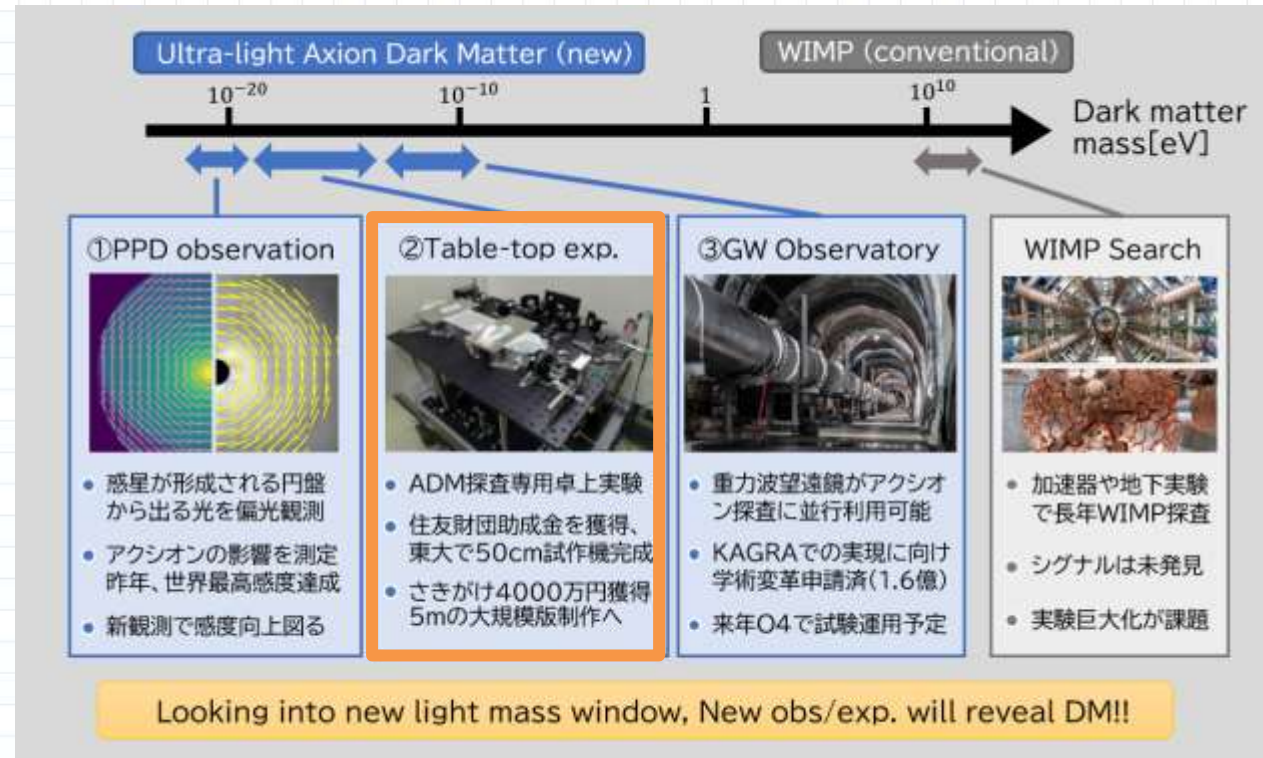 Ultra-light Axion Dark Matter (new)
WIMP (conventional)
10⁻²⁰
10⁻¹⁰
1
10¹⁰
Dark matter
mass[eV]
①PPD observation
惑星が形成される円盤
から出る光を偏光観測
アクシオンの影響を測定
昨年、世界最高感度達成
新観測で感度向上図る
②Table-top exp.
ADM探査専用卓上実験
住友財団助成金を獲得、
東大で50cm試作機完成
さきがけ4000万円獲得
5mの大規模版制作へ
③GW Observatory
重力波望遠鏡がアクシオ
ン探査に並行利用可能
KAGRAでの実現に向け
学術変革申請済(1.6億)
来年O4で試験運用予定
WIMP Search
加速器や地下実験
で長年WIMP探査
シグナルは未発見
実験巨大化が課題
Looking into new light mass window, New obs/exp. will reveal DM!!